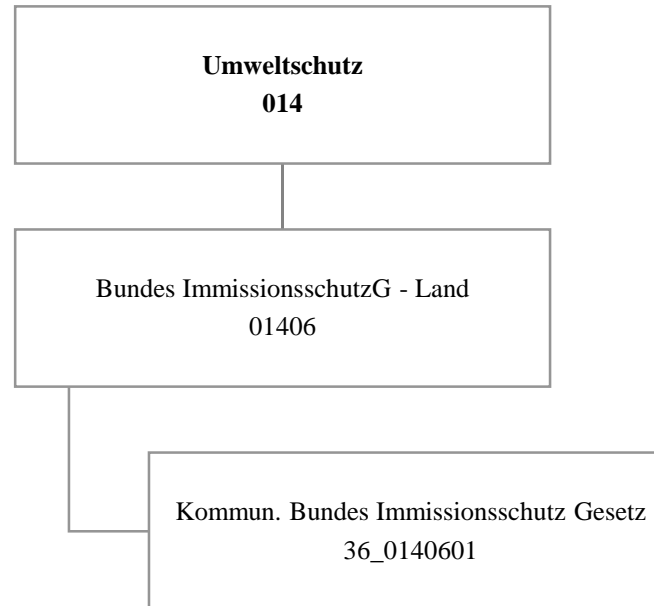 Umweltschutz
014
Bundes ImmissionsschutzG - Land
01406
Kommun. Bundes Immissionsschutz Gesetz
36_0140601